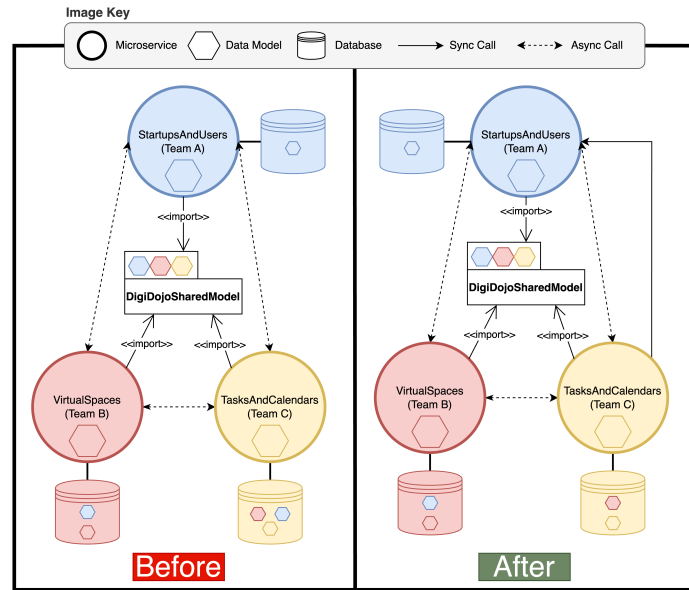 Image Key
Microservice
Data Model
Database
Sync Call
Async Call
StartupsAndUsers
(Team A)
<<import>>
DigiDojoSharedModel
<<import>>
<<import>>
VirtualSpaces
(Team B)
TasksAndCalendars
(Team C)
Before
StartupsAndUsers
(Team A)
<<import>>
DigiDojoSharedModel
<<import>>
<<import>>
VirtualSpaces
(Team B)
TasksAndCalendars
(Team C)
After